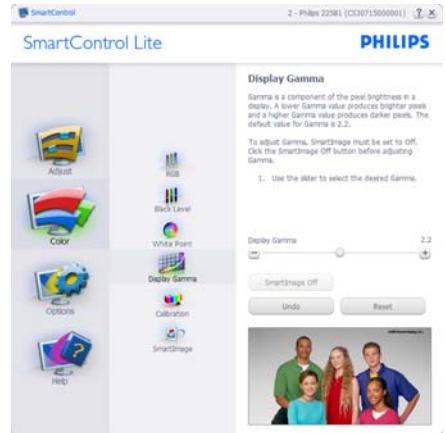 SmartControl
2 - Philips 225B1 (CS30715000001)
? X
SmartControl Lite
PHILIPS
Adjust
Color
Options
Help
RGB
Black Level
White Point
Display Gamma
Calibration
SmartImage
Display Gamma
Gamma is a component of the pixel brightness in a
display. A lower Gamma value produces brighter pixels
and a higher Gamma value produces darker pixels. The
default value for Gamma is 2.2.
To adjust Gamma, SmartImage must be set to Off.
Click the SmartImage Off button before adjusting
Gamma.
1. Use the slider to select the desired Gamma.
Display Gamma 2.2
SmartImage Off
Undo Reset